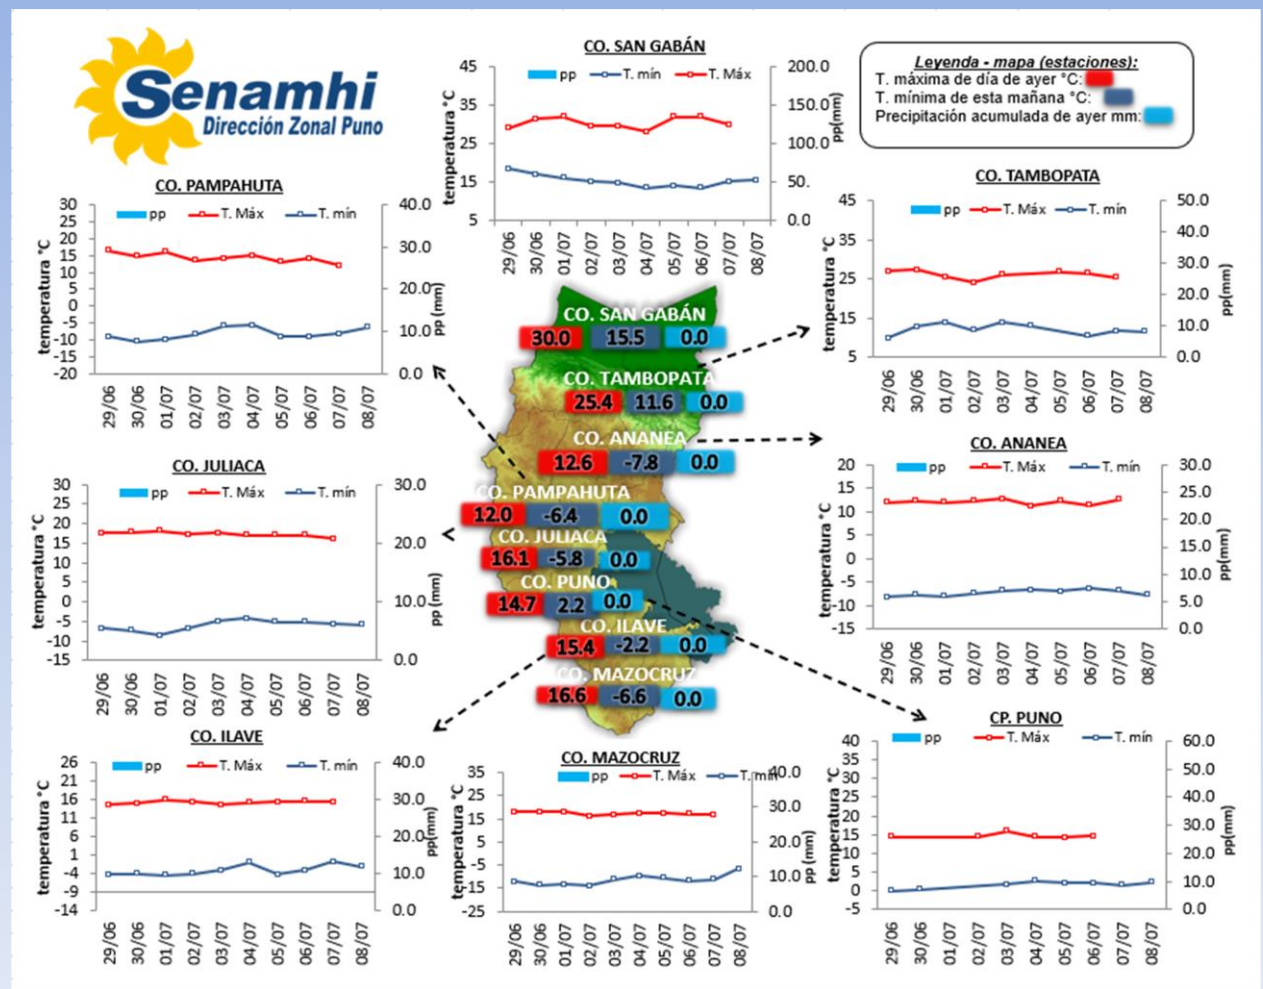 Senamhi
Dirección Zonal Puno
CO. SAN GABÁN
pp T. mín T. Máx
temperatura °C
pp(mm)
45
35
25
15
5
200.0
150.0
100.0
50.
0.0
29/06 30/06 01/07 02/07 03/07 04/07 05/07 06/07 07/07 08/07
Leyenda - mapa (estaciones):
T. máxima de día de ayer °C:
T. mínima de esta mañana °C:
Precipitación acumulada de ayer mm:
CO. PAMPAHUTA
pp T. Máx T. mín
temperatura °C
pp (mm)
30
25
20
15
10
5
0
-5
-10
-15
-20
40.0
30.0
20.0
10.0
0.0
29/06 30/06 01/07 02/07 03/07 04/07 05/07 06/07 07/07 08/07
CO. TAMBOPATA
pp T. Máx T. mín
temperatura °C
pp(mm)
45
35
25
15
5
50.0
40.0
30.0
20.0
10.0
0.0
29/06 30/06 01/07 02/07 03/07 04/07 05/07 06/07 07/07 08/07
CO. SAN GABÁN
30.0 15.5 0.0
CO. TAMBOPATA
25.4 11.6 0.0
CO. ANANEA
12.6 -7.8 0.0
CO. PAMPAHUTA
12.0 -6.4 0.0
CO. JULIACA
16.1 -5.8 0.0
CO. PUNO
14.7 2.2 0.0
CO. ILAVE
15.4 -2.2 0.0
CO. MAZOCRUZ
16.6 -6.6 0.0
CO. JULIACA
pp T. Máx T. mín
temperatura °C
pp (mm)
30
25
20
15
10
5
0
-5
-10
-15
30.0
20.0
10.0
0.0
29/06 30/06 01/07 02/07 03/07 04/07 05/07 06/07 07/07 08/07
CO. ANANEA
pp T. Máx T. mín
temperatura °C
pp(mm)
20
15
10
5
0
-5
-10
-15
30.0
25.0
20.0
15.0
10.0
5.0
0.0
29/06 30/06 01/07 02/07 03/07 04/07 05/07 06/07 07/07 08/07
CO. ILAVE
pp T. Máx T. mín
temperatura °C
pp(mm)
26
21
16
11
6
1
-4
-9
-14
40.0
30.0
20.0
10.0
0.0
29/06 30/06 01/07 02/07 03/07 04/07 05/07 06/07 07/07 08/07
CO. MAZOCRUZ
pp T. Máx T. mín
temperatura °C
pp (mm)
35
25
15
5
-5
-15
-25
40.0
30.0
20.0
10.0
0.0
29/06 30/06 01/07 02/07 03/07 04/07 05/07 06/07 07/07 08/07
CP. PUNO
pp T. Máx T. mín
temperatura °C
pp(mm)
40
35
30
25
20
15
10
5
0
-5
60.0
50.0
40.0
30.0
20.0
10.0
0.0
29/06 30/06 01/07 02/07 03/07 04/07 05/07 06/07 07/07 08/07